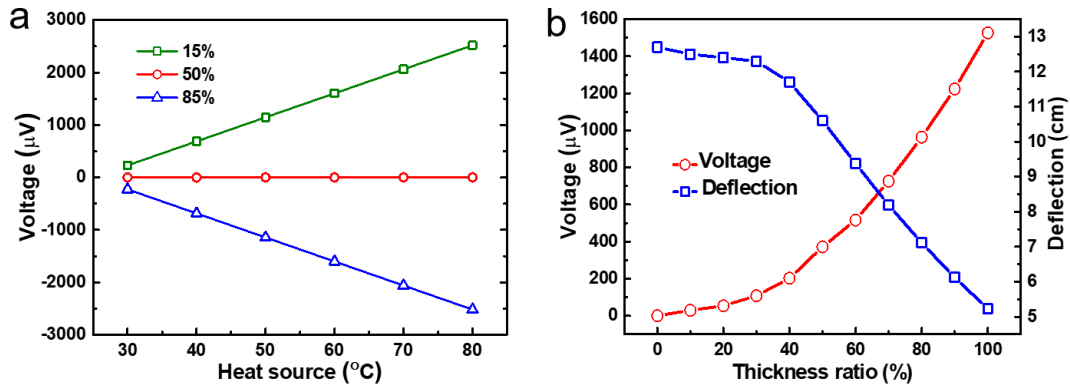 a
3000
2000
1000
0
-1000
-2000
-3000
Voltage (μV)
15%
50%
85%
30 40 50 60 70 80
Heat source (°C)
b
1600
1400
1200
1000
800
600
400
200
0
Voltage (μV)
Voltage
Deflection
13
12
11
10
9
8
7
6
5
Deflection (cm)
0 20 40 60 80 100
Thickness ratio (%)